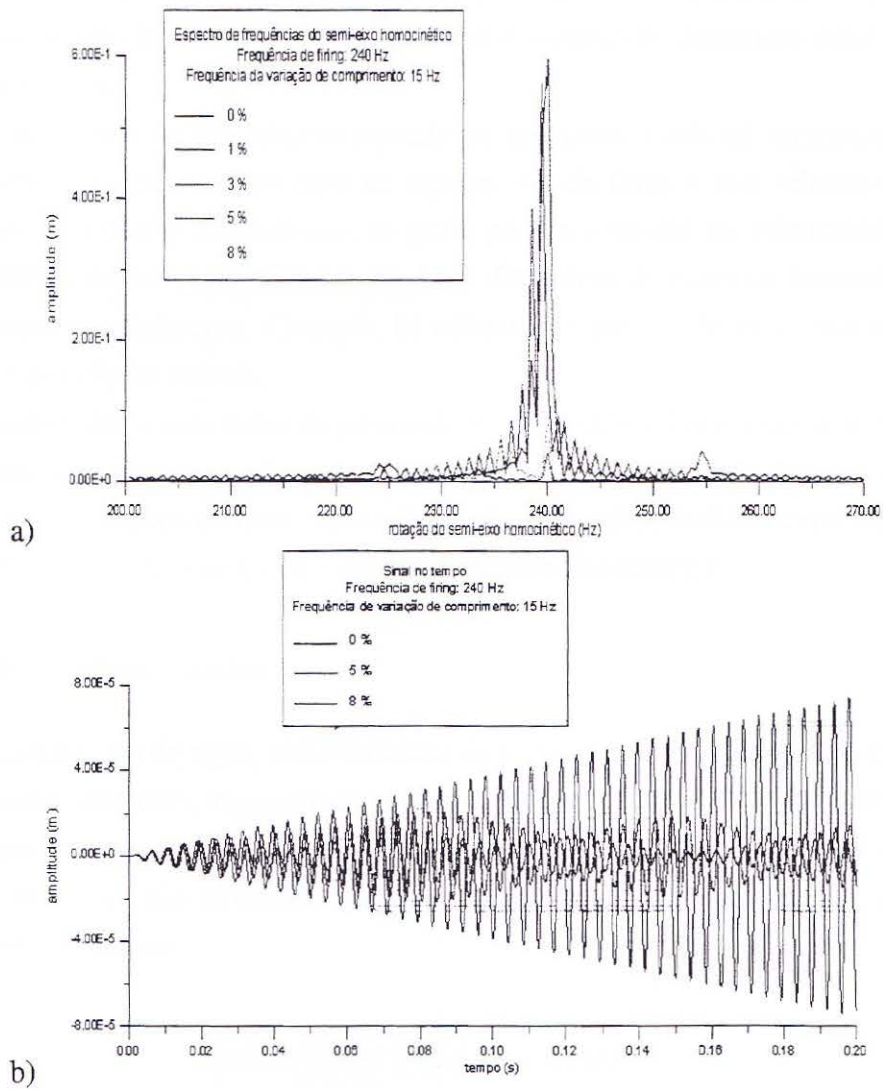 Espectro de frequências do semi-eixo homocinético
Frequência de firing: 240 Hz
Frequência da variação de comprimento: 15 Hz
0 %
1 %
3 %
5 %
8 %
6.00E-1
4.00E-1
2.00E-1
0.00E+0
amplitude (m)
200.00 210.00 220.00 230.00 240.00 250.00 260.00 270.00
rotação do semi-eixo homocinético (Hz)
a)
Sinal no tempo
Frequência de firing: 240 Hz
Frequência de variação de comprimento: 15 Hz
0 %
5 %
8 %
8.00E-5
4.00E-5
0.00E+0
-4.00E-5
-8.00E-5
amplitude (m)
0.00 0.02 0.04 0.06 0.08 0.10 0.12 0.14 0.16 0.18 0.20
tempo (s)
b)